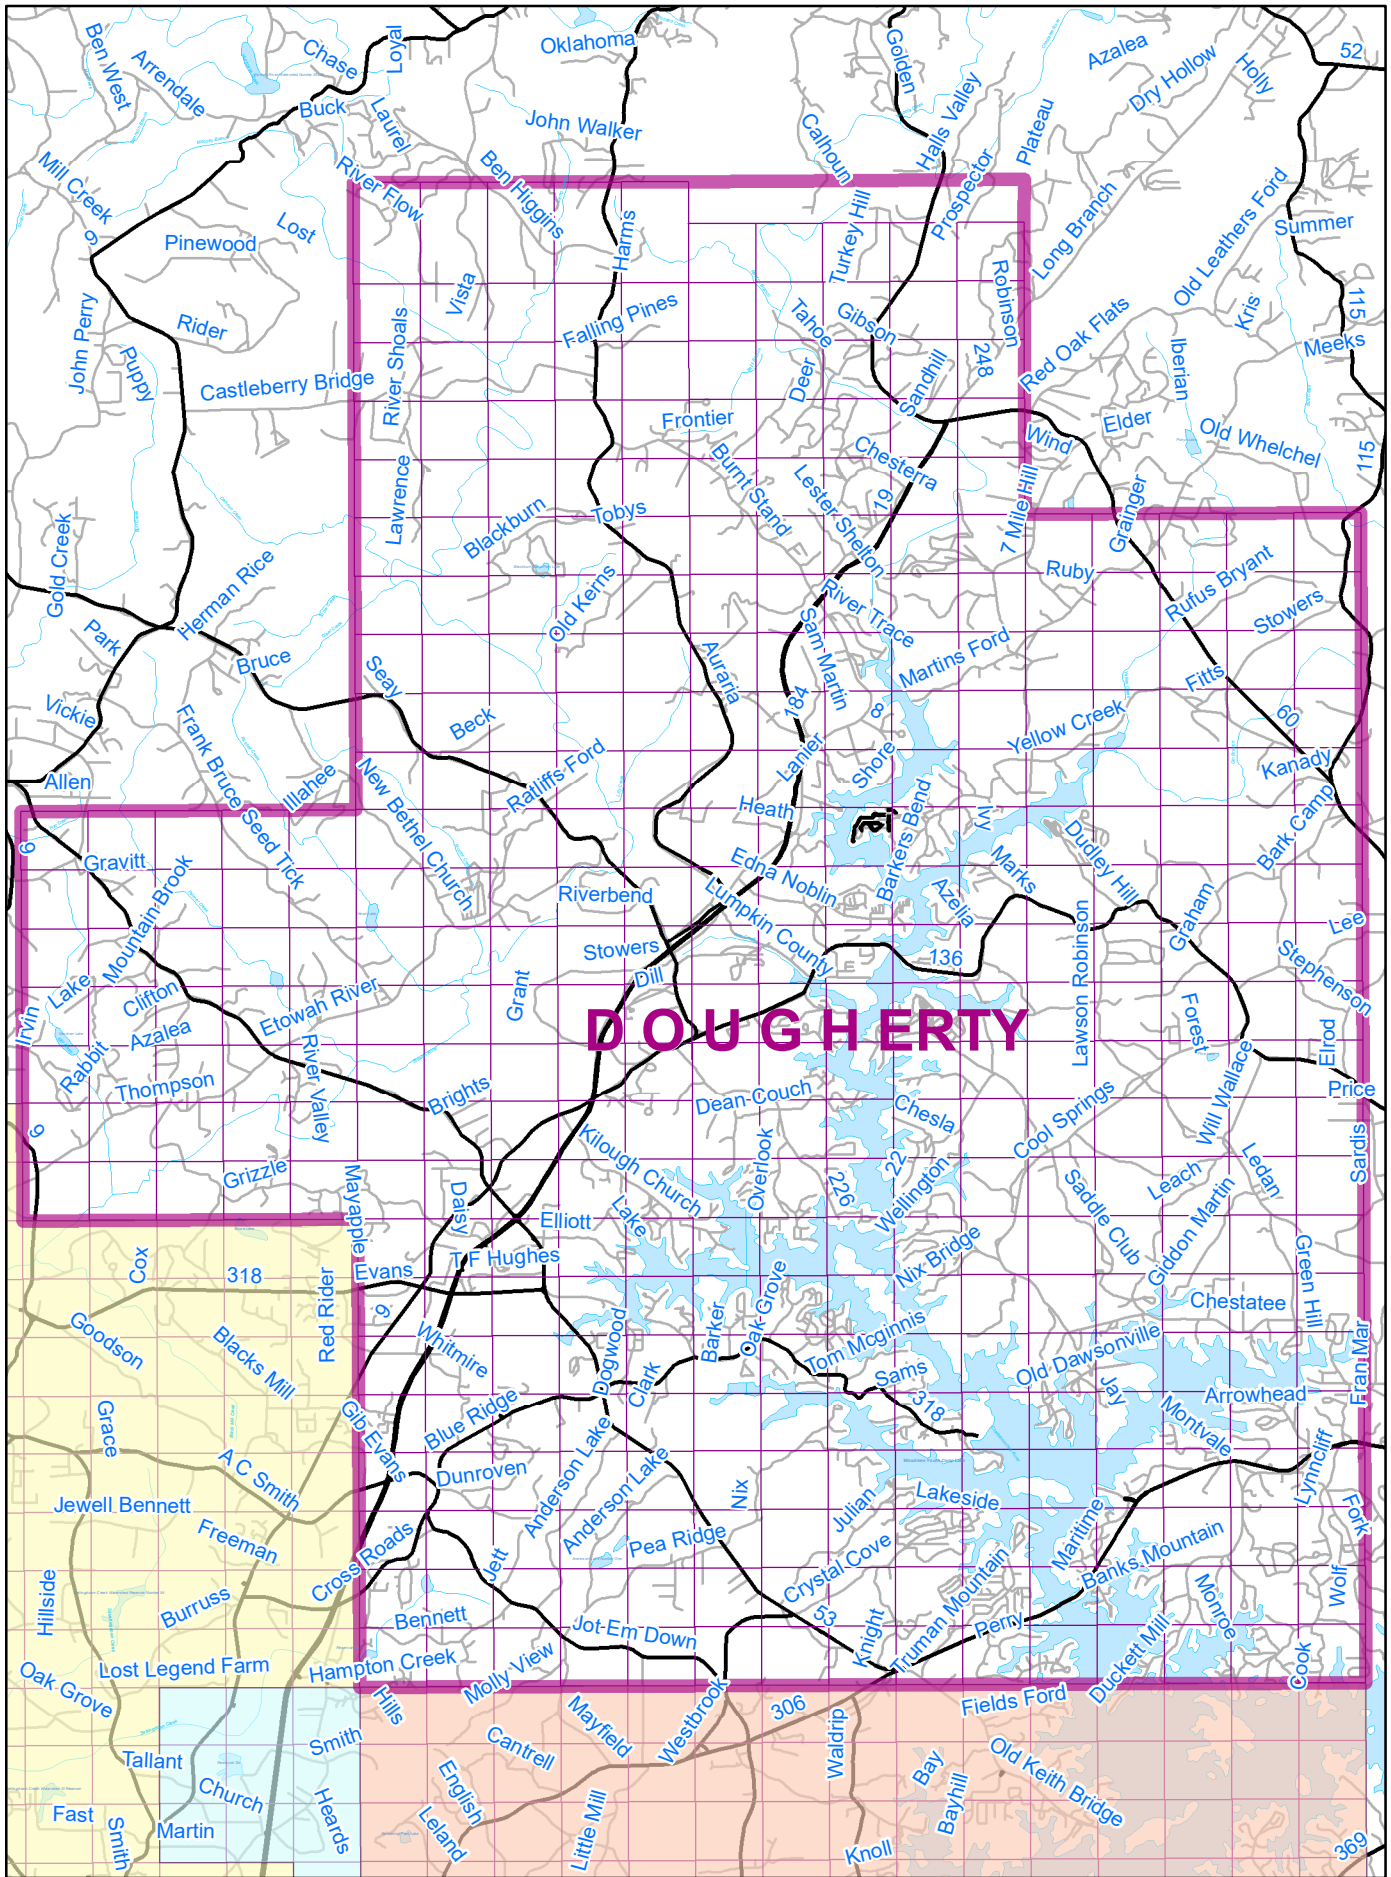 Ben West
Arrendale
Chase
Loyal
Oklahoma
Golden
Azalea
Dry Hollow
Holly
52
Buck
Laurel
John Walker
Calhoun
Halls Valley
Plateau
Mill Creek
River Flow
Ben Higgins
Prospector
Long Branch
Old Leathers Ford
9
Pinewood
Lost
Harms
Turkey Hill
Summer
Vista
Robinson
John Perry
Rider
River Shoals
Falling Pines
Tahoe
Gibson
248
Red Oak Flats
Kris
115
Puppy
Iberian
Meeks
Castleberry Bridge
Deer
Sandhill
Frontier
Wind
Elder
Old Whelchel
Chesterra
115
Lawrence
Burnt Stand
Lester Shelton
19
7 Mile Hill
Grainger
Gold Creek
Blackburn
Tobys
Herman Rice
Ruby
Rufus Bryant
Old Kerns
River Trace
Stowers
Park
Bruce
Seay
Auraria
Sam Martin
Martins Ford
Fitts
Vickie
Frank Bruce
Beck
184
8
60
Yellow Creek
Allen
Illahee
New Bethel Church
Ratliffs Ford
Lanier
Shore
Kanady
Heath
Barkers Bend
Ivy
Bark Camp
9
Gravitt
Seed Tick
Dudley Hill
Mountain Brook
Edna Noblin
Marks
Riverbend
Azelia
Graham
Lumpkin County
Lawson Robinson
Lee
Stowers
136
Stephenson
Irvin
Lake
Clifton
Etowah River
Grant
Dill
DOUGHERTY
Azalea
Forest
Elrod
Rabbit
Thompson
River Valley
Brights
Dean Couch
Chesla
Cool Springs
Will Wallace
Price
9
Kilough Church
Overlook
22
Sardis
Grizzle
Mayapple
Daisy
226
Wellington
Saddle Club
Leach
Ledan
Elliott
Lake
Giddon Martin
Cox
318
Red Rider
Evans
T F Hughes
Oak Grove
Nix Bridge
Green Hill
Chestatee
9
Goodson
Blacks Mill
Whitmire
Dogwood
Barker
Tom Mcginnis
Old Dawsonville
Fran Mar
Clark
Sams
Jay
Arrowhead
Grace
Gib Evans
Blue Ridge
318
Montvale
A C Smith
Dunroven
Anderson Lake
Anderson Lake
Lynncliff
Jewell Bennett
Nix
Julian
Lakeside
Maritime
Fork
Freeman
Cross Roads
Jett
Pea Ridge
Crystal Cove
Banks Mountain
Hillside
Burruss
Truman Mountain
Monroe
Wolf
Bennett
Jot-Em Down
53
Knight
Perry
Oak Grove
Lost Legend Farm
Hampton Creek
Molly View
Duckett Mill
Cook
Hills
Mayfield
Westbrook
306
Fields Ford
Smith
Cantrell
Waldrip
Tallant
Bay
Old Keith Bridge
Church
Heards
English
Bayhill
Fast
Smith
Martin
Leland
Little Mill
Knoll
369